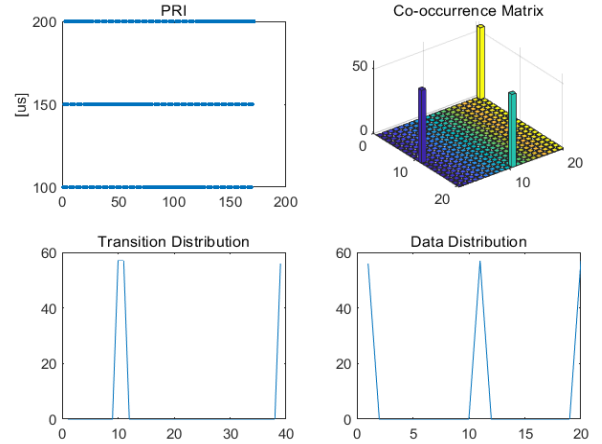 PRI
Co-occurrence Matrix
200
150
100
[us]
0 50 100 150 200
50
0
0
10
20
10
20
Transition Distribution
Data Distribution
60
40
20
0
0 10 20 30 40
60
40
20
0
0 5 10 15 20